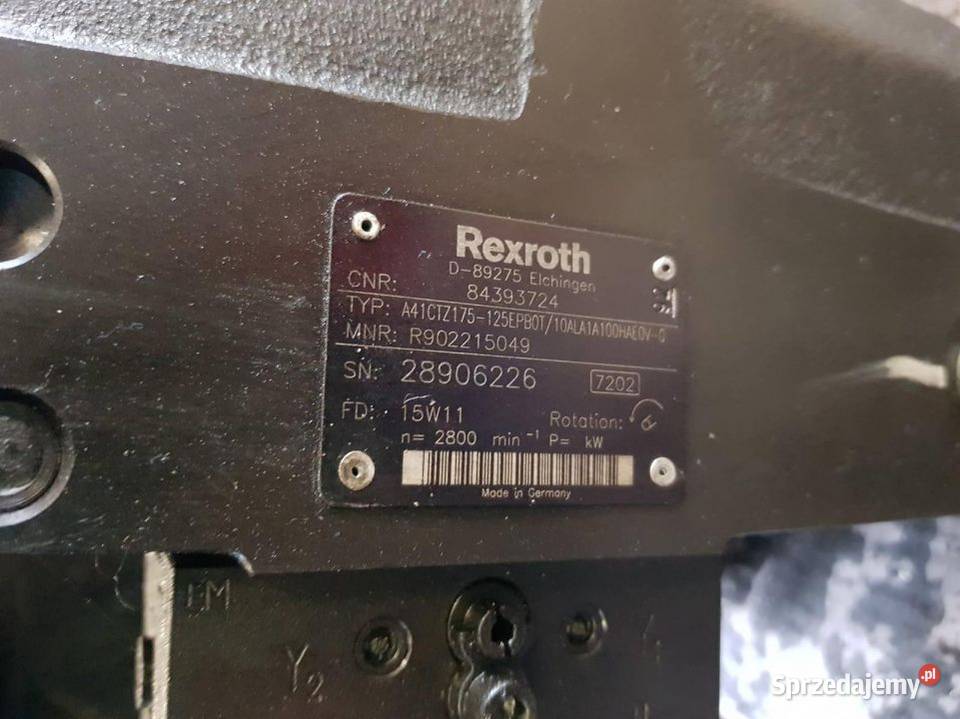 Rexroth
D-89275 Elchingen
CNR: 84393724
TYP: A41CTZ175-125EPB0T/10ALA1A100HAE0V-0
MNR: R902215049
SN: 28906226 7202
FD: 15W11 Rotation:
n= 2800 min⁻¹ P= kW
Made in Germany
EM
Y₂
Sprzedajemy.pl